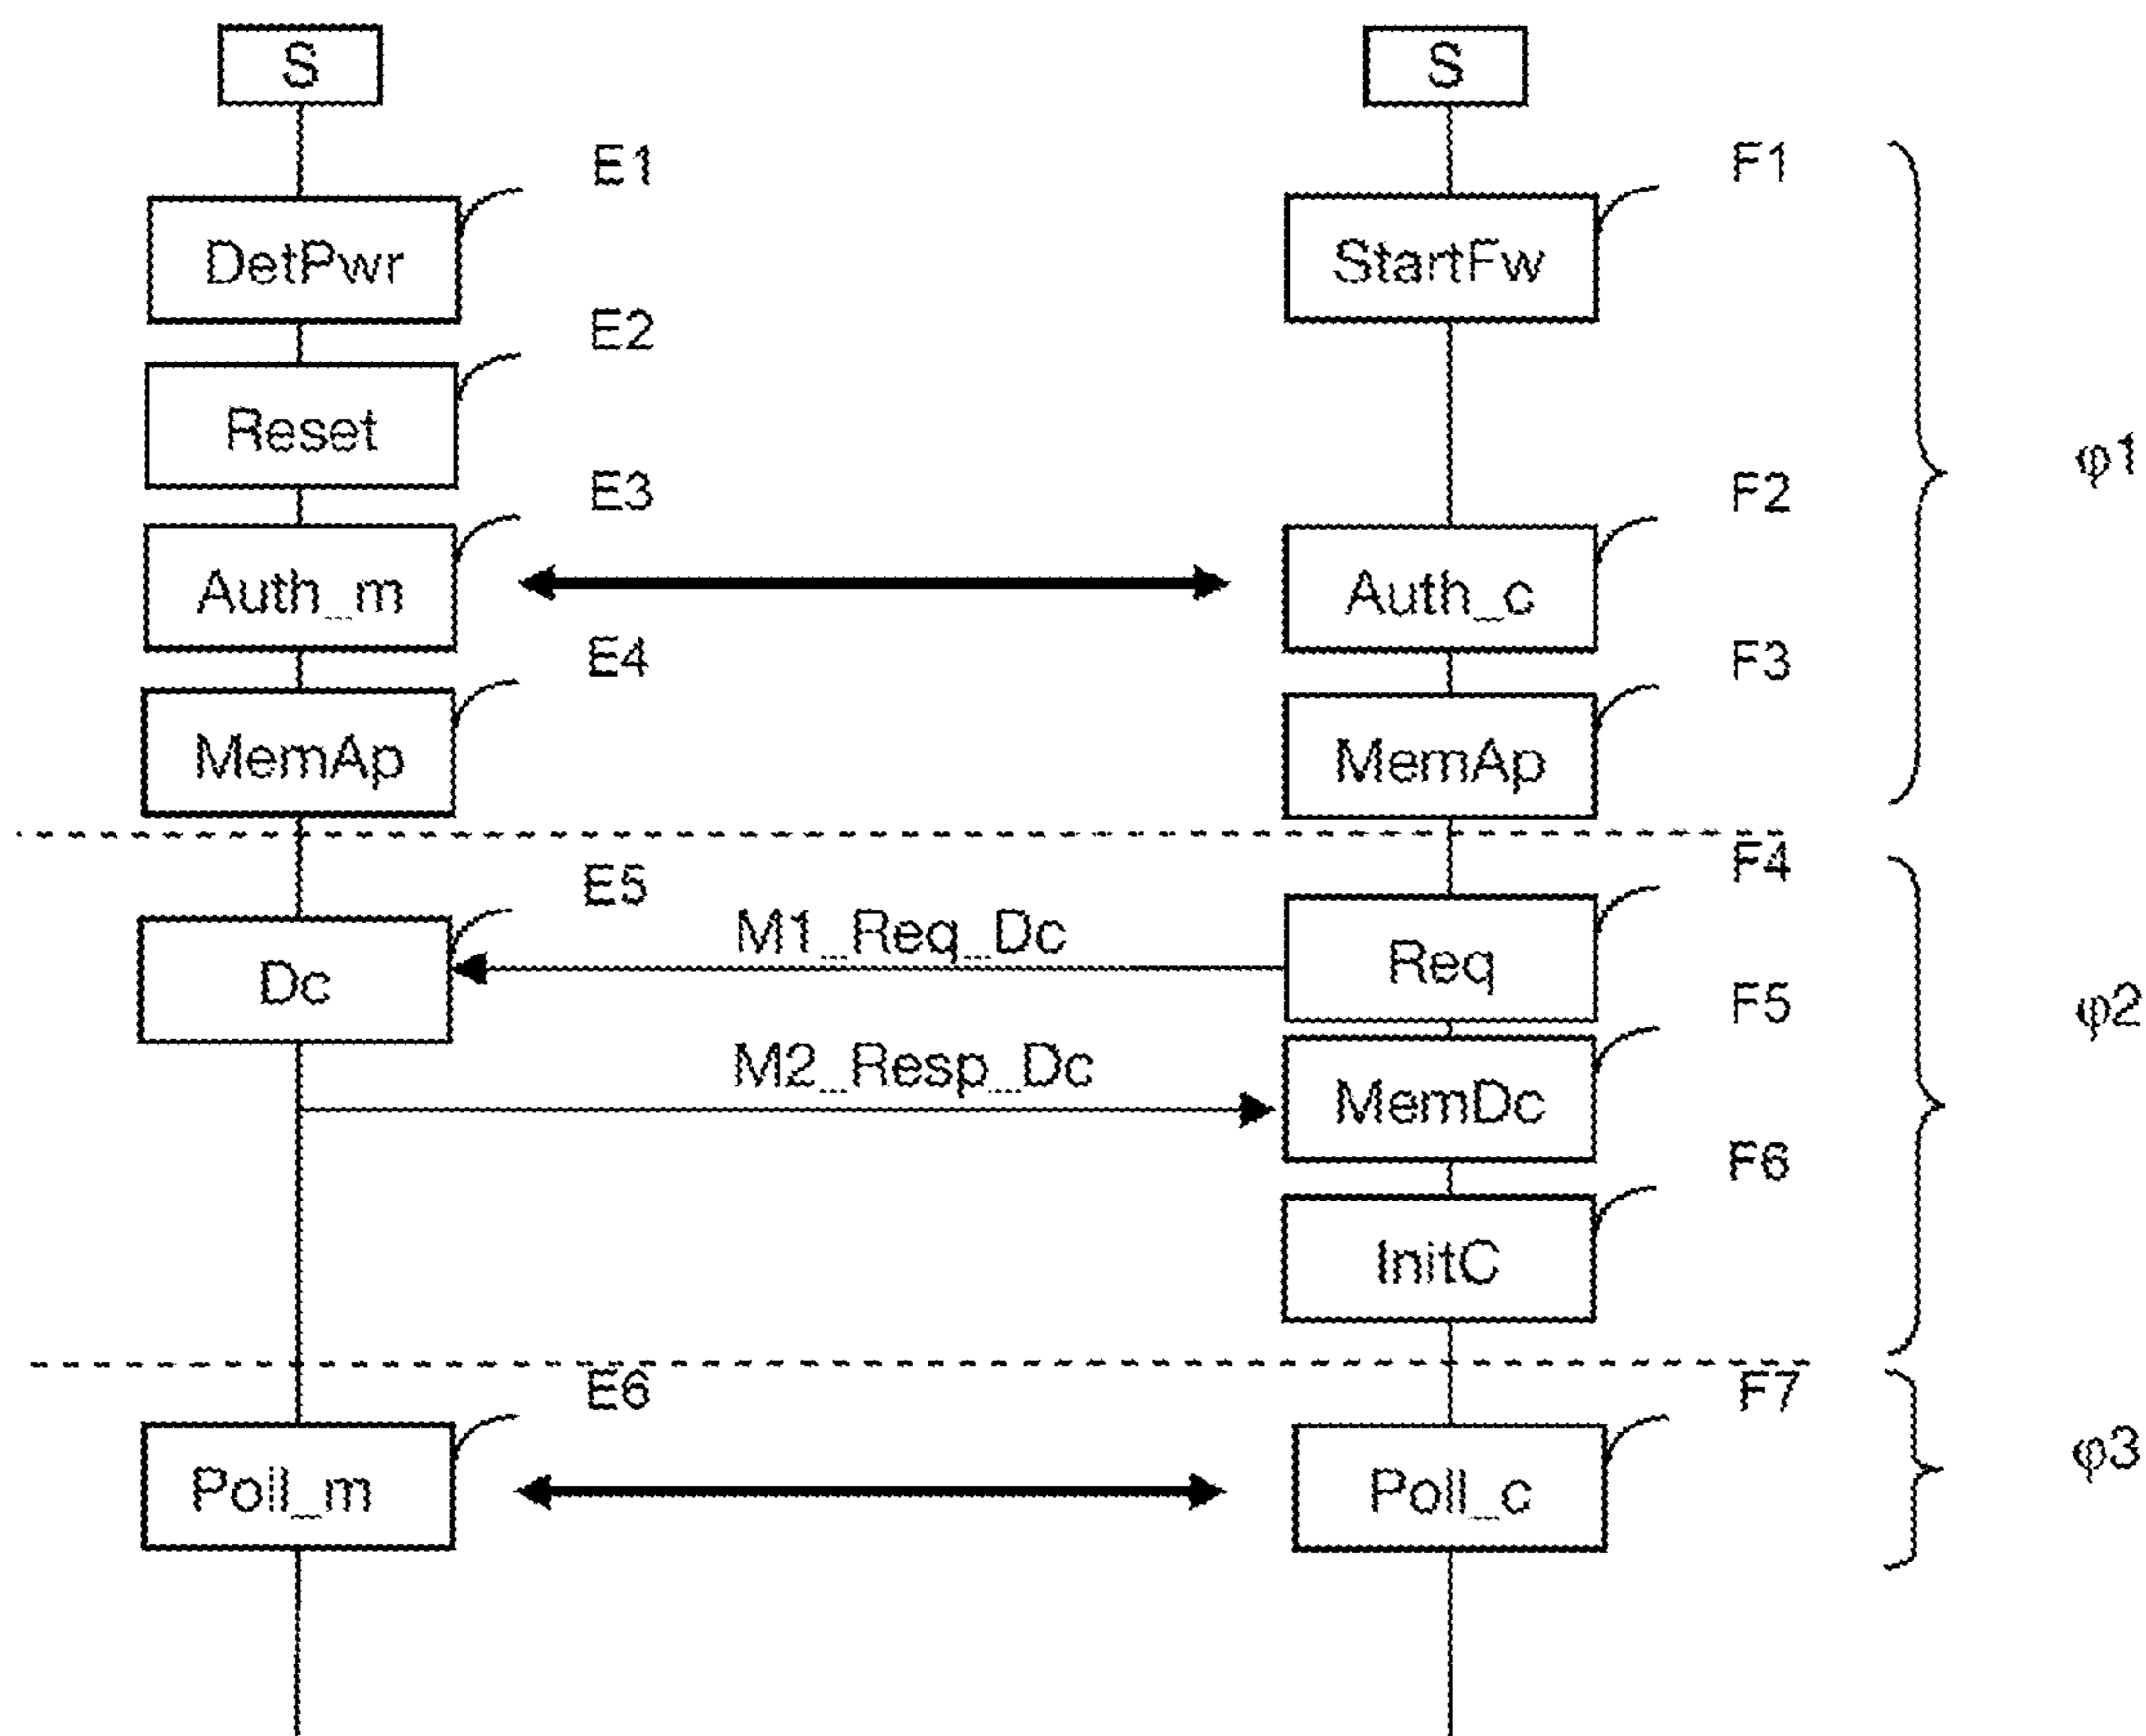 S S
E1 F1
DetPwr StartFw
E2
Reset
φ1
E3 F2
Auth_m Auth_c
E4 F3
MemAp MemAp
F4
E5
M1_Req_Dc
Dc Req
F5 φ2
M2_Resp_Dc
MemDc
F6
InitC
E6 F7
φ3
Poll_m Poll_c